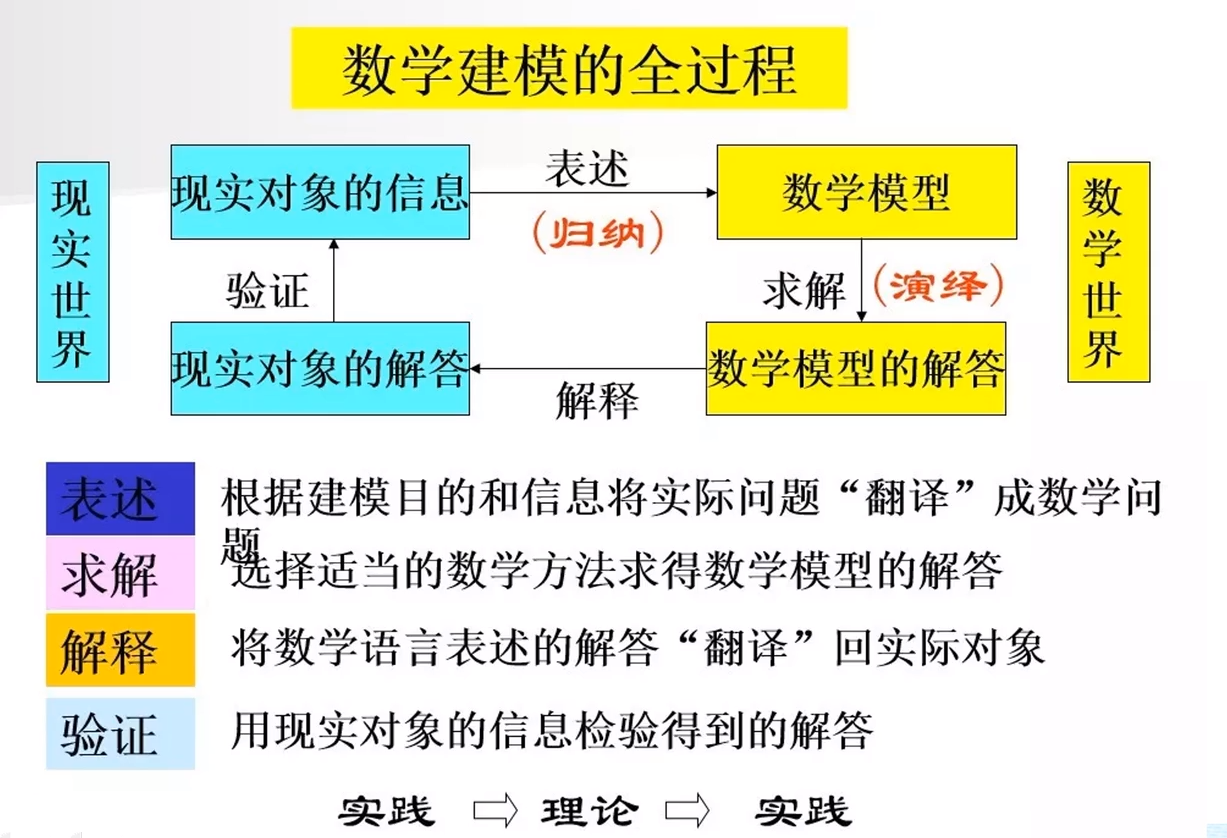 数学建模的全过程
现实世界
现实对象的信息
表述
(归纳)
数学模型
数学世界
验证
求解
(演绎)
现实对象的解答
解释
数学模型的解答
表述
根据建模目的和信息将实际问题“翻译”成数学问
题
求解
选择适当的数学方法求得数学模型的解答
解释
将数学语言表述的解答“翻译”回实际对象
验证
用现实对象的信息检验得到的解答
实践 理论 实践